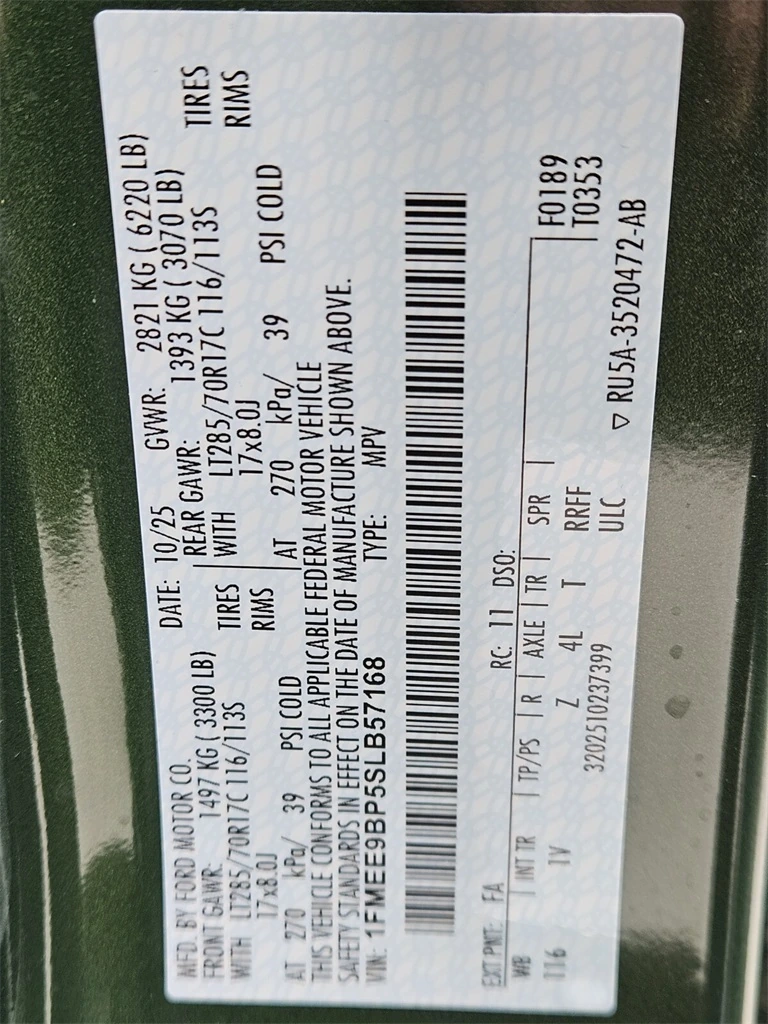 MFD. BY FORD MOTOR CO.
DATE: 10/25 GVWR: 2821 KG ( 6220 LB)
FRONT GAWR: 1497 KG ( 3300 LB)
REAR GAWR: 1393 KG ( 3070 LB)
WITH LT285/70R17C 116/113S TIRES
WITH LT285/70R17C 116/113S TIRES
17x8.0J RIMS
17x8.0J RIMS
AT 270 kPa/ 39 PSI COLD
AT 270 kPa/ 39 PSI COLD
THIS VEHICLE CONFORMS TO ALL APPLICABLE FEDERAL MOTOR VEHICLE
SAFETY STANDARDS IN EFFECT ON THE DATE OF MANUFACTURE SHOWN ABOVE.
VIN: 1FMEE9BP5SLB57168 TYPE: MPV
EXT PNT: FA RC: 11 DSO:
WB | INT TR | TP/PS | R | AXLE | TR | SPR | F0189
116 1V Z 4L T RRFF T0353
3202510237399 ULC
▽ RU5A-3520472-AB